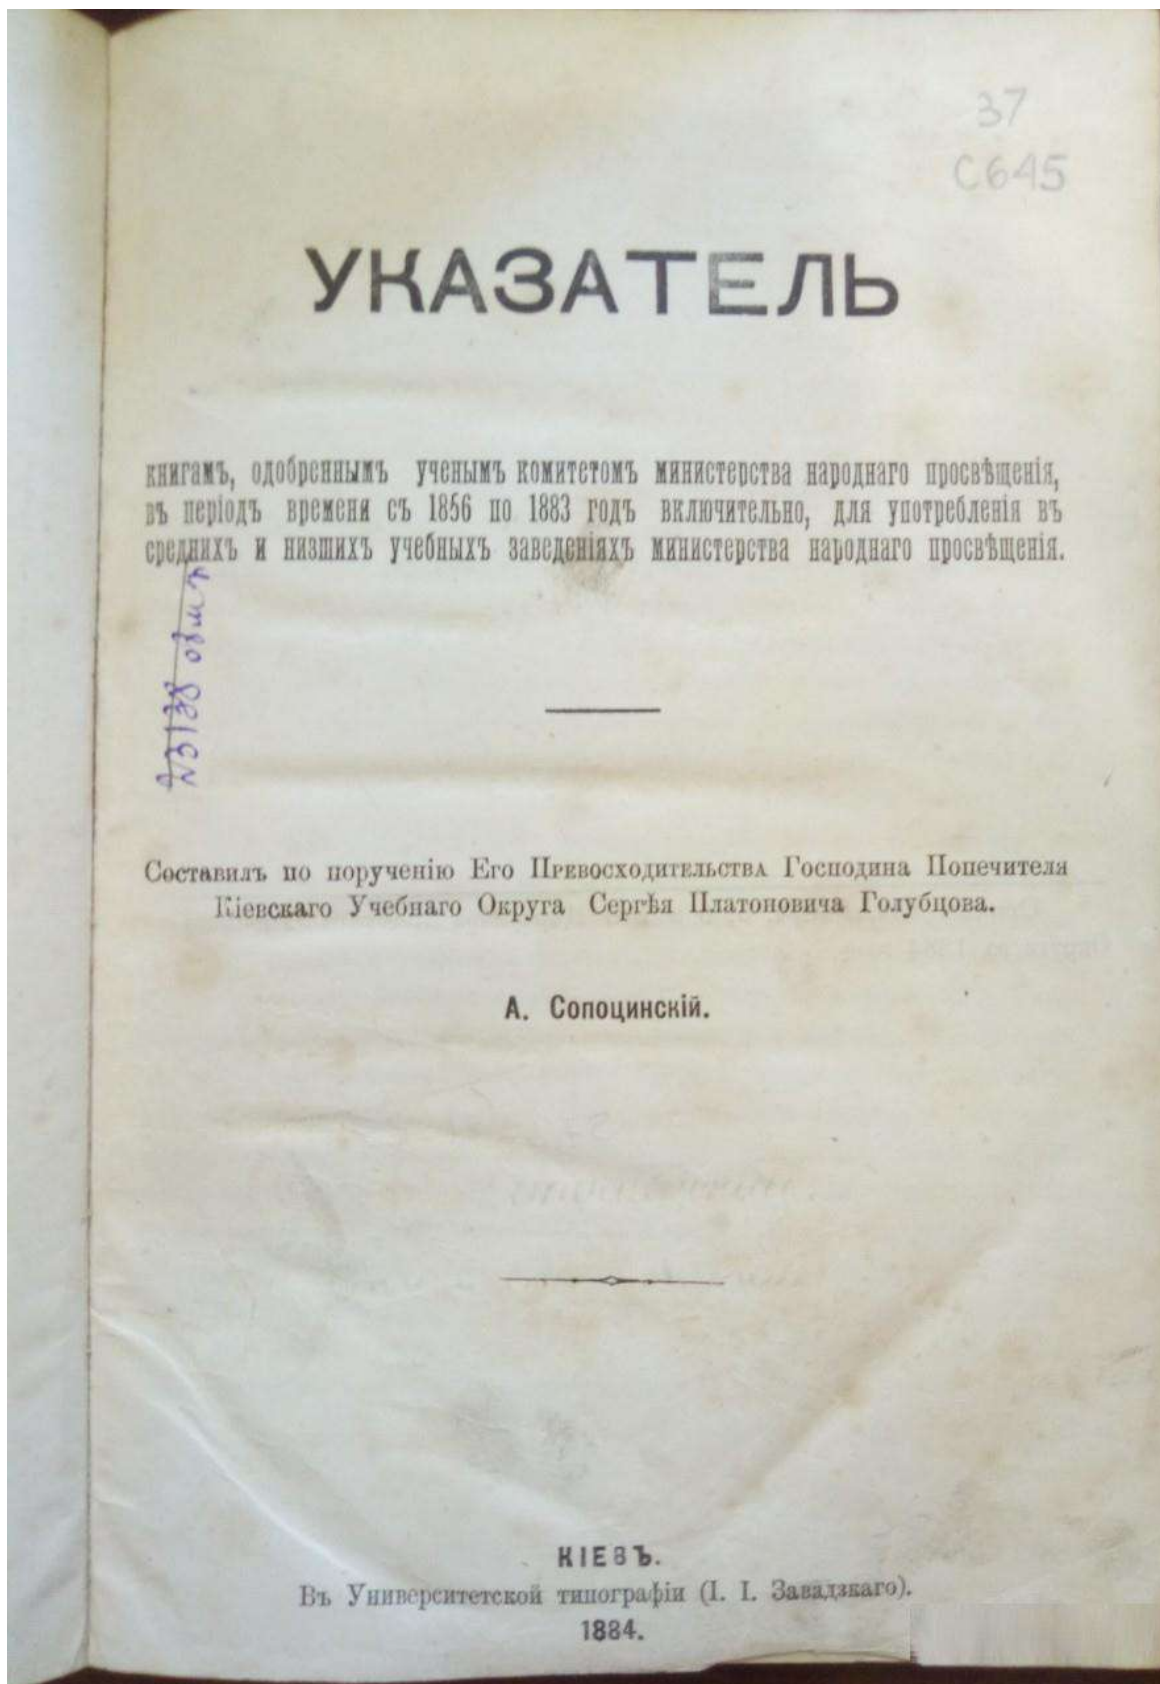 37
С645
УКАЗАТЕЛЬ
книгамъ, одобреннымъ ученымъ комитетомъ министерства народнаго просвѣщенія,
въ періодъ времени съ 1856 по 1883 годъ включительно, для употребленія въ
среднихъ и низшихъ учебныхъ заведеніяхъ министерства народнаго просвѣщенія.
Составилъ по порученію Его Превосходительства Господина Попечителя
Кіевскаго Учебнаго Округа Сергѣя Платоновича Голубцова.
А. Сопоцинскій.
КІЕВЪ.
Въ Университетской типографіи (І. І. Завадзкаго).
1884.